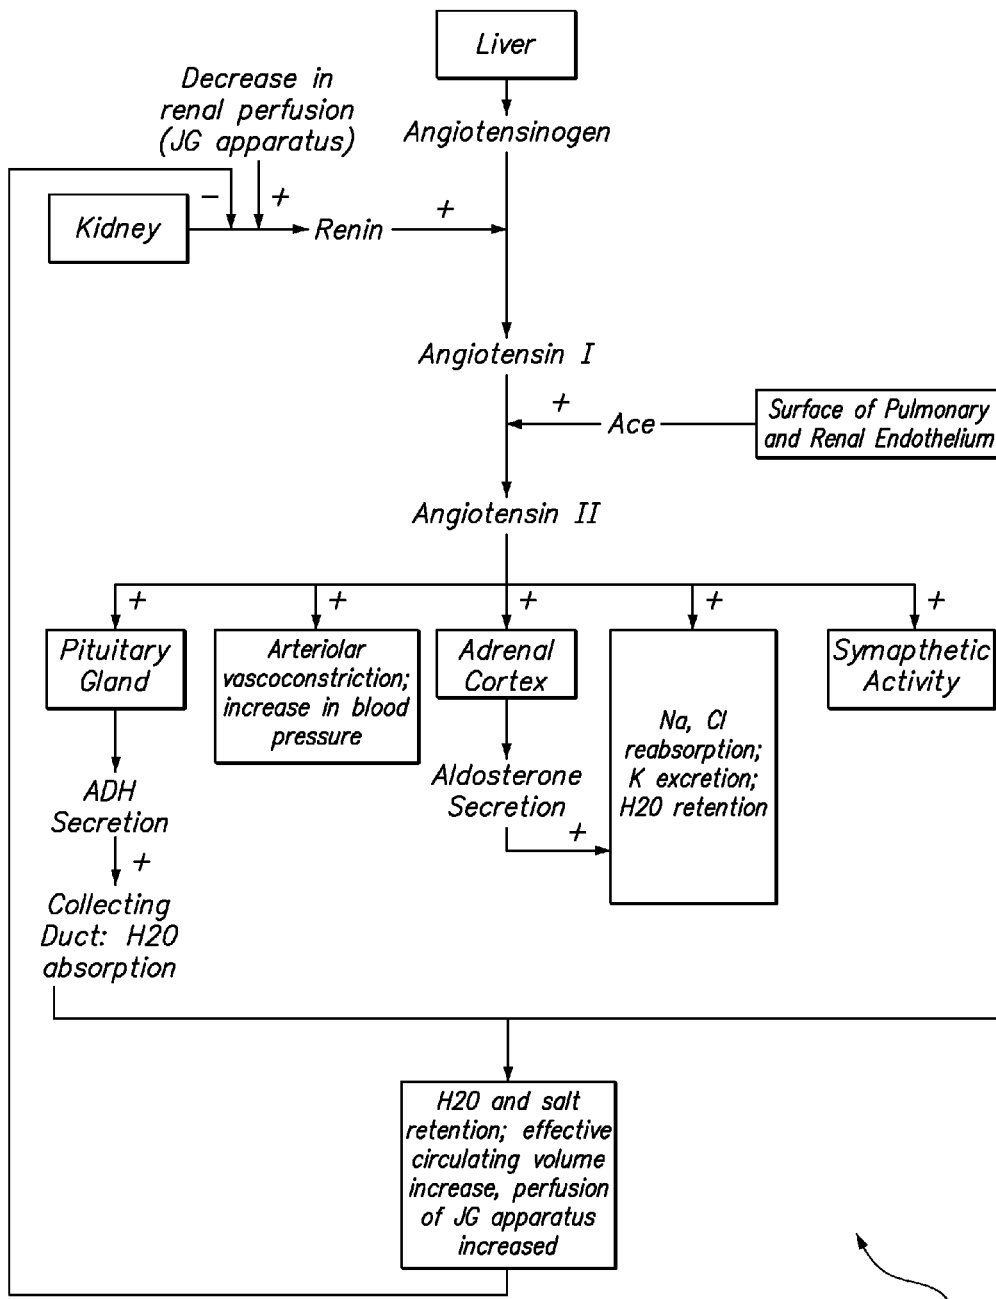 Liver
Decrease in
renal perfusion
(JG apparatus)
Angiotensinogen
−
+
Kidney
Renin
+
Angiotensin I
+
Ace
Surface of Pulmonary
and Renal Endothelium
Angiotensin II
+
+
+
+
+
Pituitary
Gland
Arteriolar
vascoconstriction;
increase in blood
pressure
Adrenal
Cortex
Na, Cl
reabsorption;
K excretion;
H20 retention
Symapthetic
Activity
ADH
Secretion
Aldosterone
Secretion
+
+
Collecting
Duct: H20
absorption
H20 and salt
retention; effective
circulating volume
increase, perfusion
of JG apparatus
increased